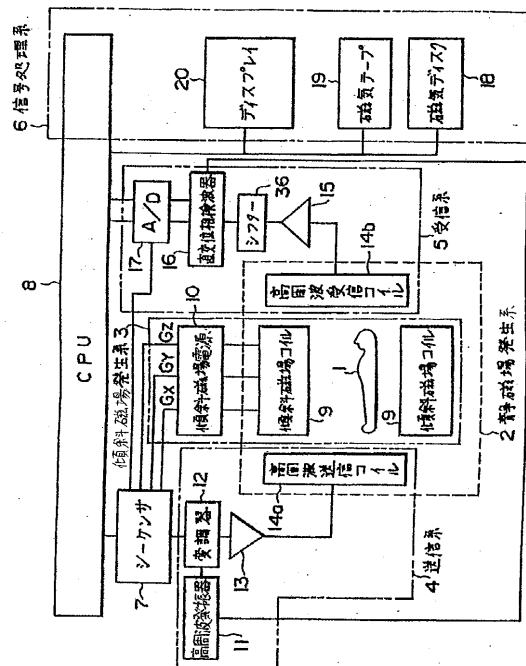 6 信号処理系
20
ディスプレイ
19
磁気テープ
磁気ディスク
18
8
CPU
17
A/D
16
直交位相検波器
シフター
36
15
5 受信系
14b
高周波受信コイル
傾斜磁場発生系 3
GZ
GY
GX
10
傾斜磁場電源
傾斜磁場コイル
9
1
傾斜磁場コイル
9
2 静磁場発生系
シーケンサ
7
12
変調器
13
14a
高周波送信コイル
4 送信系
高周波発振器
11